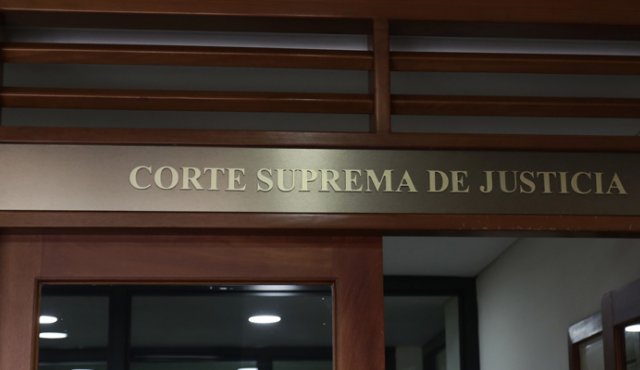 CORTE SUPREMA DE JUSTICIA